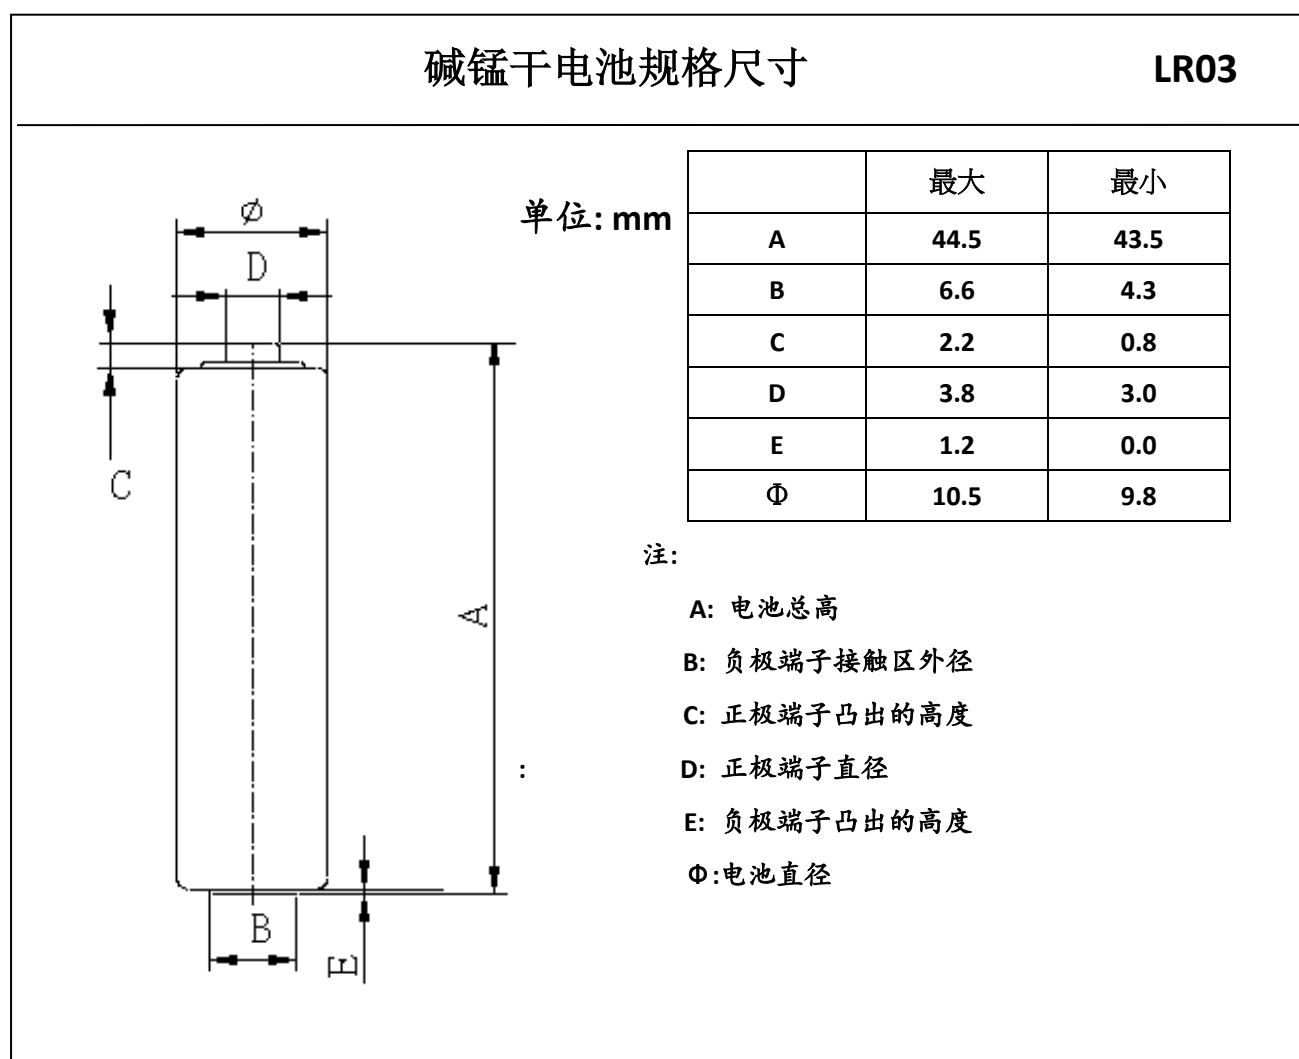 碱锰干电池规格尺寸 LR03
单位: mm
最大 最小
A 44.5 43.5
B 6.6 4.3
C 2.2 0.8
D 3.8 3.0
E 1.2 0.0
Φ 10.5 9.8
ø
D
C
A
B
E
注:
A: 电池总高
B: 负极端子接触区外径
C: 正极端子凸出的高度
: D: 正极端子直径
E: 负极端子凸出的高度
Φ:电池直径